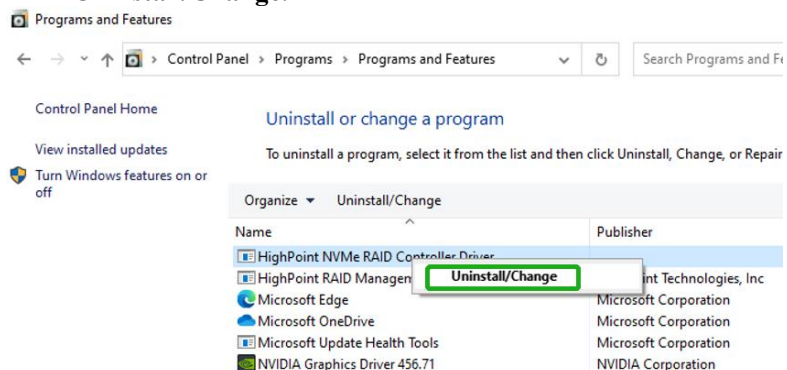 Programs and Features
Control Panel > Programs > Programs and Features
Search Programs and
Control Panel Home
Uninstall or change a program
View installed updates
To uninstall a program, select it from the list and then click Uninstall, Change, or Repair
Turn Windows features on or
off
Organize Uninstall/Change
Name Publisher
HighPoint NVMe RAID Controller Driver
HighPoint RAID Uninstall/Change Technologies, Inc
Microsoft Edge Microsoft Corporation
Microsoft OneDrive Microsoft Corporation
Microsoft Update Health Tools Microsoft Corporation
NVIDIA Graphics Driver 456.71 NVIDIA Corporation